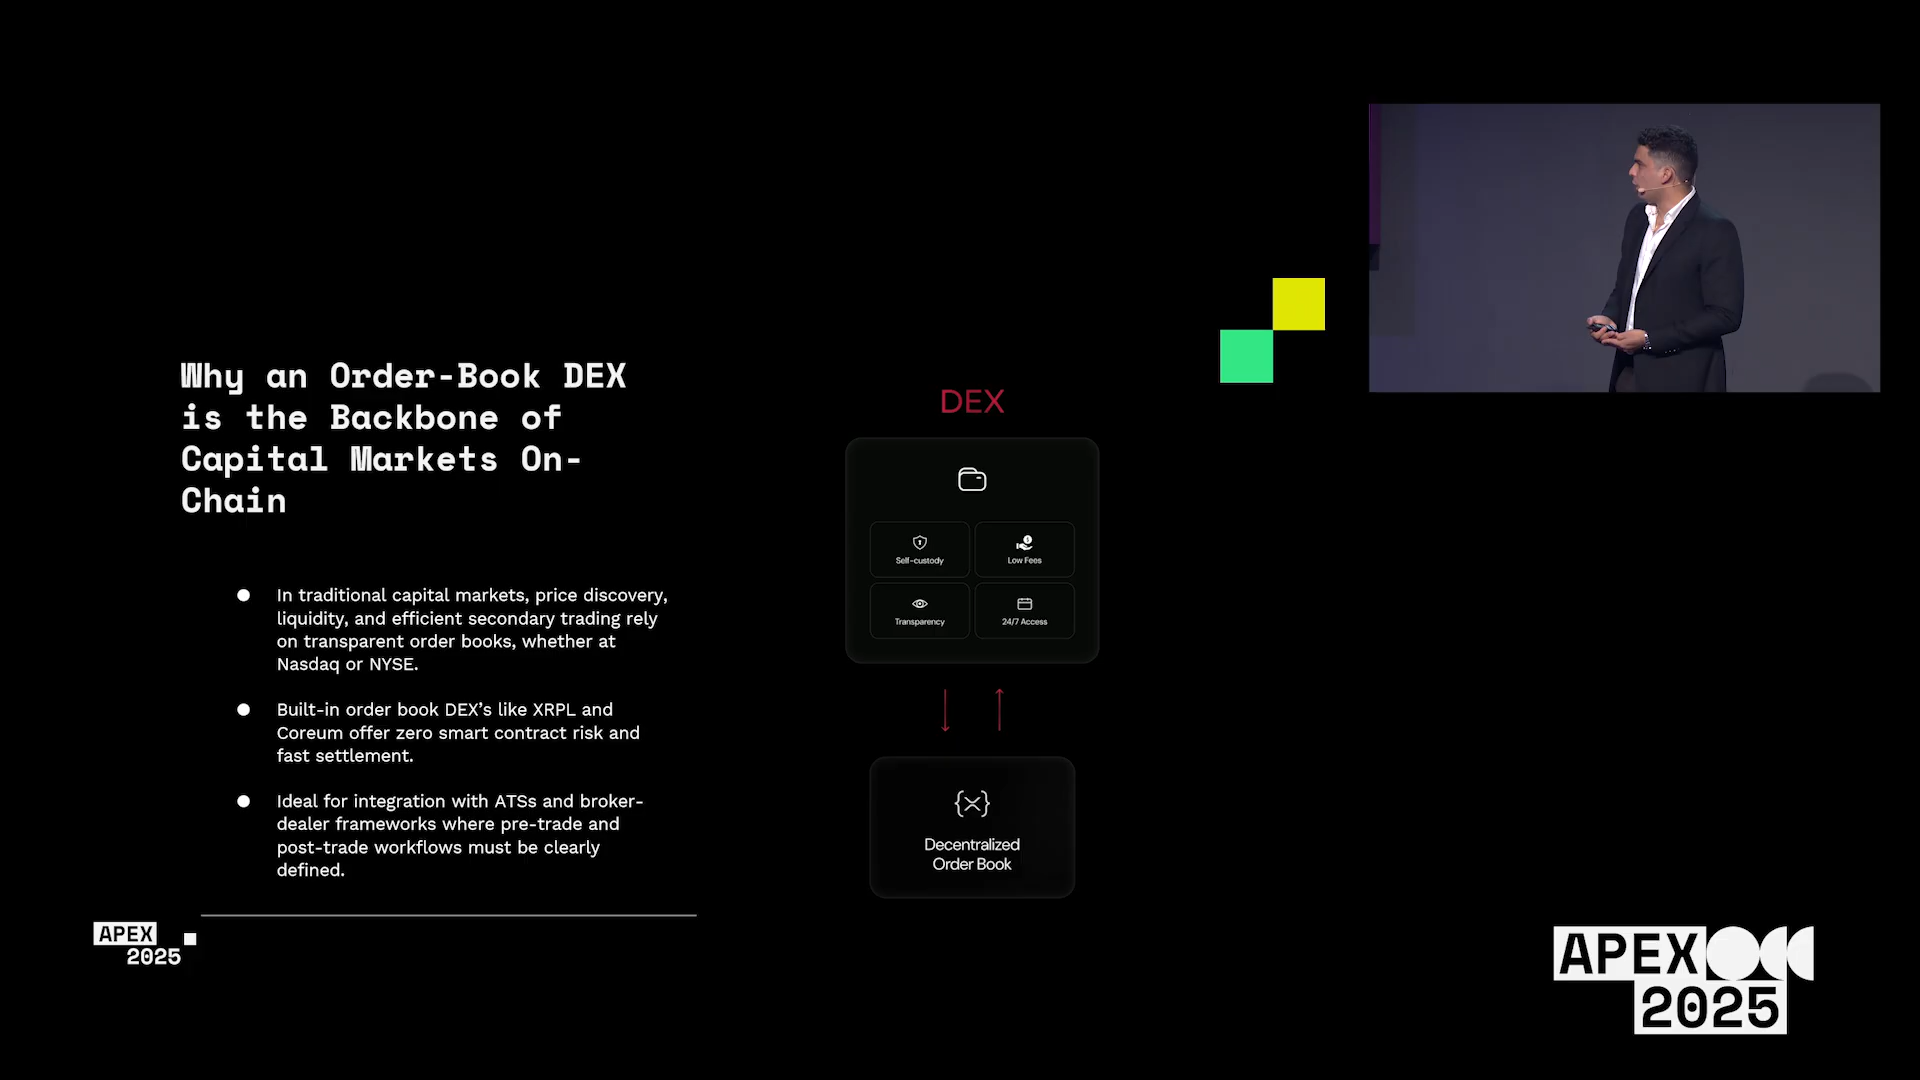 Why an Order-Book DEX
is the Backbone of
Capital Markets On-
Chain
In traditional capital markets, price discovery,
liquidity, and efficient secondary trading rely
on transparent order books, whether at
Nasdaq or NYSE.
Built-in order book DEX’s like XRPL and
Coreum offer zero smart contract risk and
fast settlement.
Ideal for integration with ATSs and broker-
dealer frameworks where pre-trade and
post-trade workflows must be clearly
defined.
APEX
2025
DEX
Self-custody
Low Fees
Transparency
24/7 Access
Decentralized
Order Book
APEX
2025